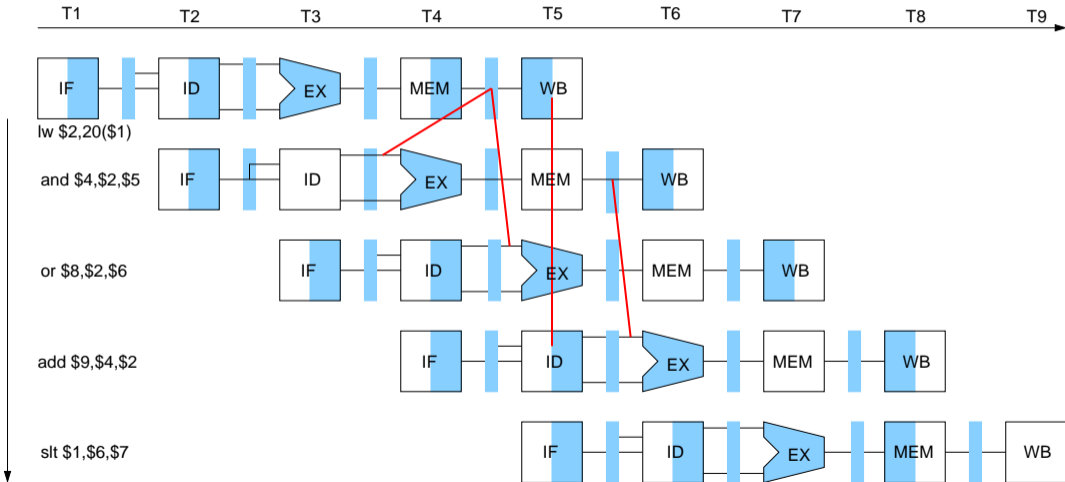 T1 T2 T3 T4 T5 T6 T7 T8 T9
IF ID EX MEM WB
lw $2,20($1)
and $4,$2,$5 IF ID EX MEM WB
or $8,$2,$6 IF ID EX MEM WB
add $9,$4,$2 IF ID EX MEM WB
slt $1,$6,$7 IF ID EX MEM WB